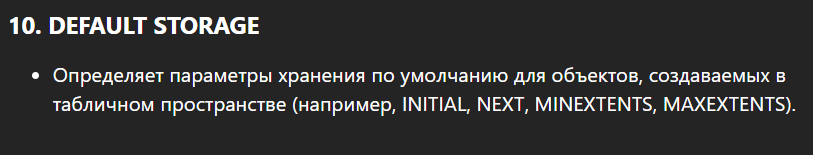 10. DEFAULT STORAGE
• Определяет параметры хранения по умолчанию для объектов, создаваемых в
табличном пространстве (например, INITIAL, NEXT, MINEXTENTS, MAXEXTENTS).